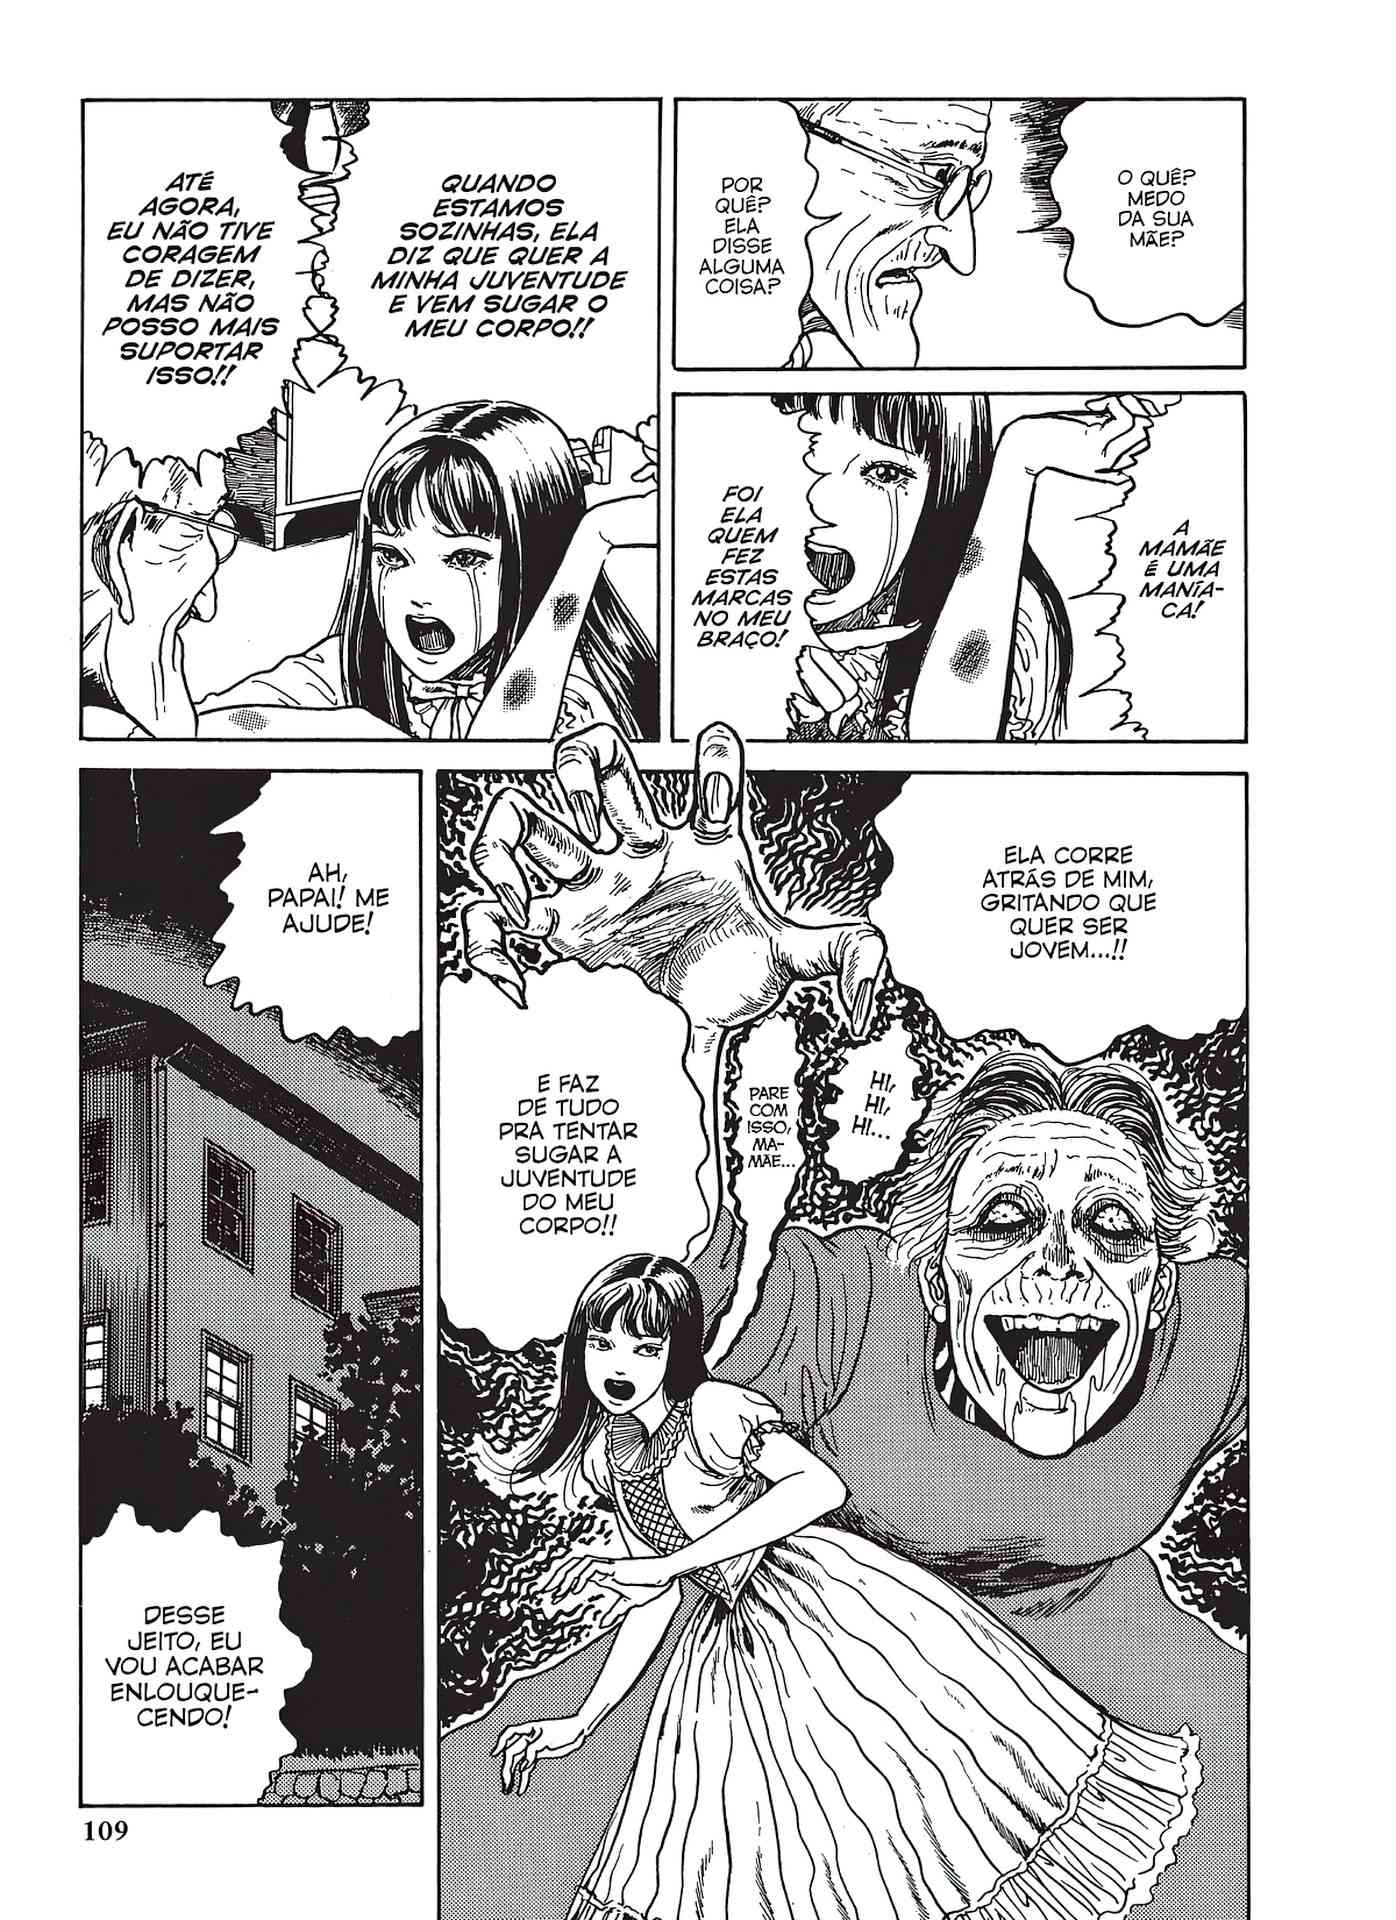 O QUÊ?
MEDO
DA SUA
MÃE?
POR
QUÊ?
ELA
DISSE
ALGUMA
COISA?
A
MAMÃE
É UMA
MANÍA-
CA!
FOI
ELA
QUEM
FEZ
ESTAS
MARCAS
NO MEU
BRAÇO!
QUANDO
ESTAMOS
SOZINHAS, ELA
DIZ QUE QUER A
MINHA JUVENTUDE
E VEM SUGAR O
MEU CORPO!!
ATÉ
AGORA,
EU NÃO TIVE
CORAGEM
DE DIZER,
MAS NÃO
POSSO MAIS
SUPORTAR
ISSO!!
ELA CORRE
ATRÁS DE MIM,
GRITANDO QUE
QUER SER
JOVEM...!!
HI,
HI,
HI...
PARE
COM
ISSO,
MA-
MÃE...
E FAZ
DE TUDO
PRA TENTAR
SUGAR A
JUVENTUDE
DO MEU
CORPO!!
AH,
PAPAI! ME
AJUDE!
DESSE
JEITO, EU
VOU ACABAR
ENLOUQUE-
CENDO!
109